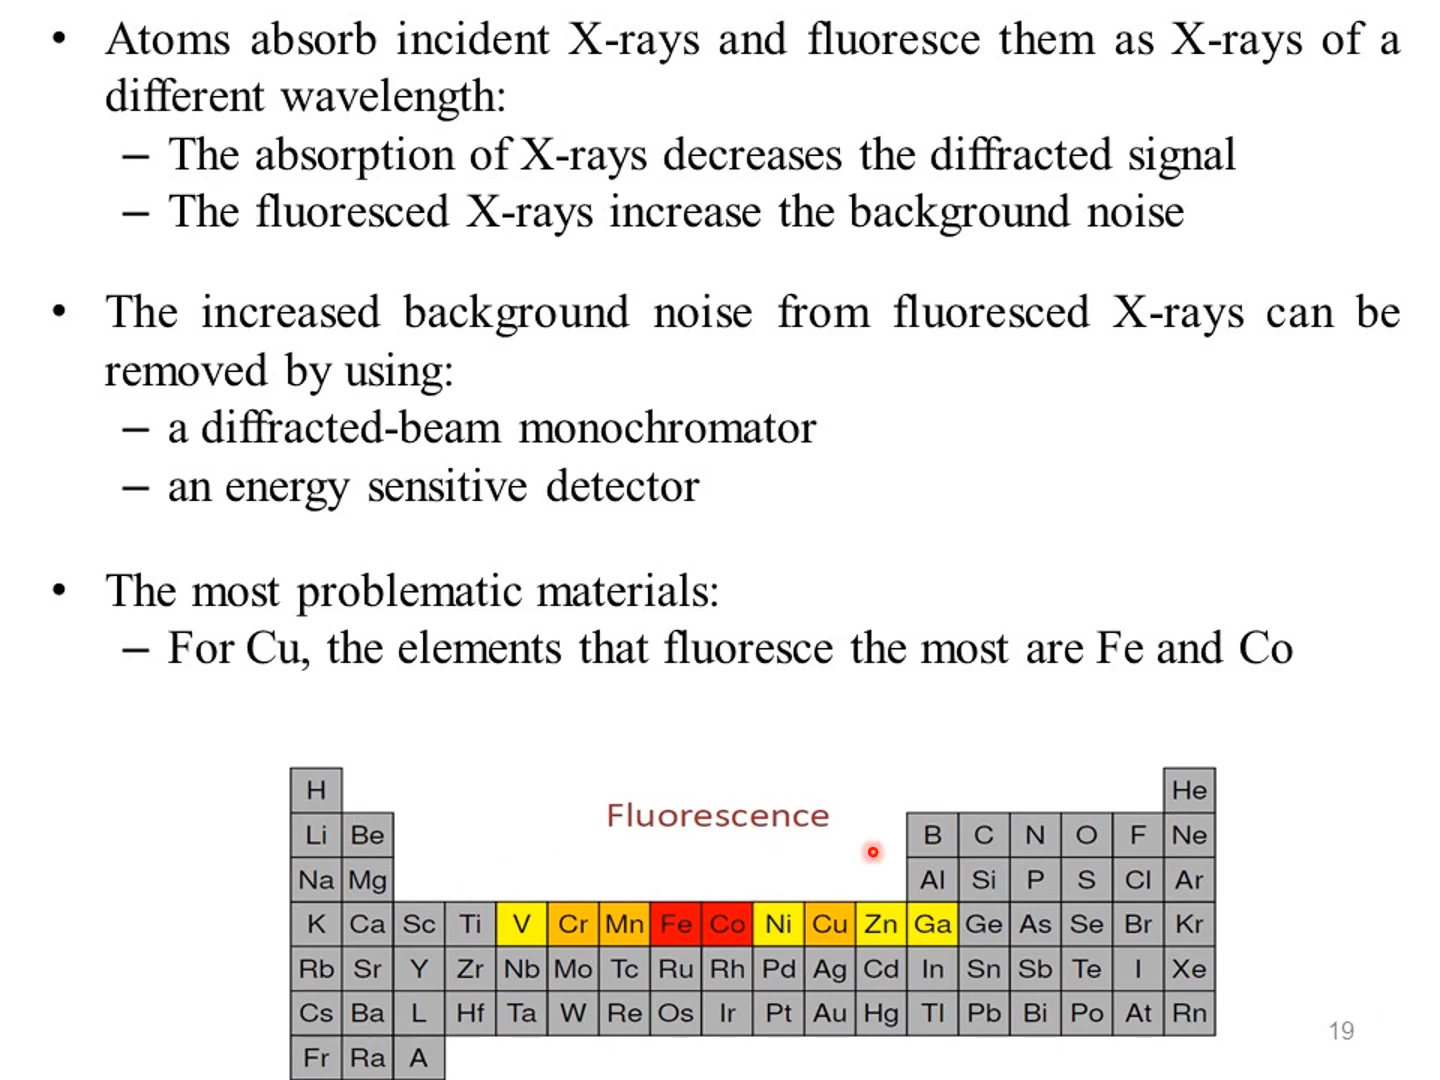 • Atoms absorb incident X-rays and fluoresce them as X-rays of a
different wavelength:
– The absorption of X-rays decreases the diffracted signal
– The fluoresced X-rays increase the background noise
• The increased background noise from fluoresced X-rays can be
removed by using:
– a diffracted-beam monochromator
– an energy sensitive detector
• The most problematic materials:
– For Cu, the elements that fluoresce the most are Fe and Co
Fluorescence
H He
Li Be B C N O F Ne
Na Mg Al Si P S Cl Ar
K Ca Sc Ti V Cr Mn Fe Co Ni Cu Zn Ga Ge As Se Br Kr
Rb Sr Y Zr Nb Mo Tc Ru Rh Pd Ag Cd In Sn Sb Te I Xe
Cs Ba L Hf Ta W Re Os Ir Pt Au Hg Tl Pb Bi Po At Rn
Fr Ra A
19